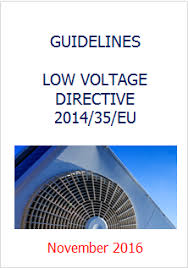 GUIDELINES
LOW VOLTAGE
DIRECTIVE
2014/35/EU
November 2016